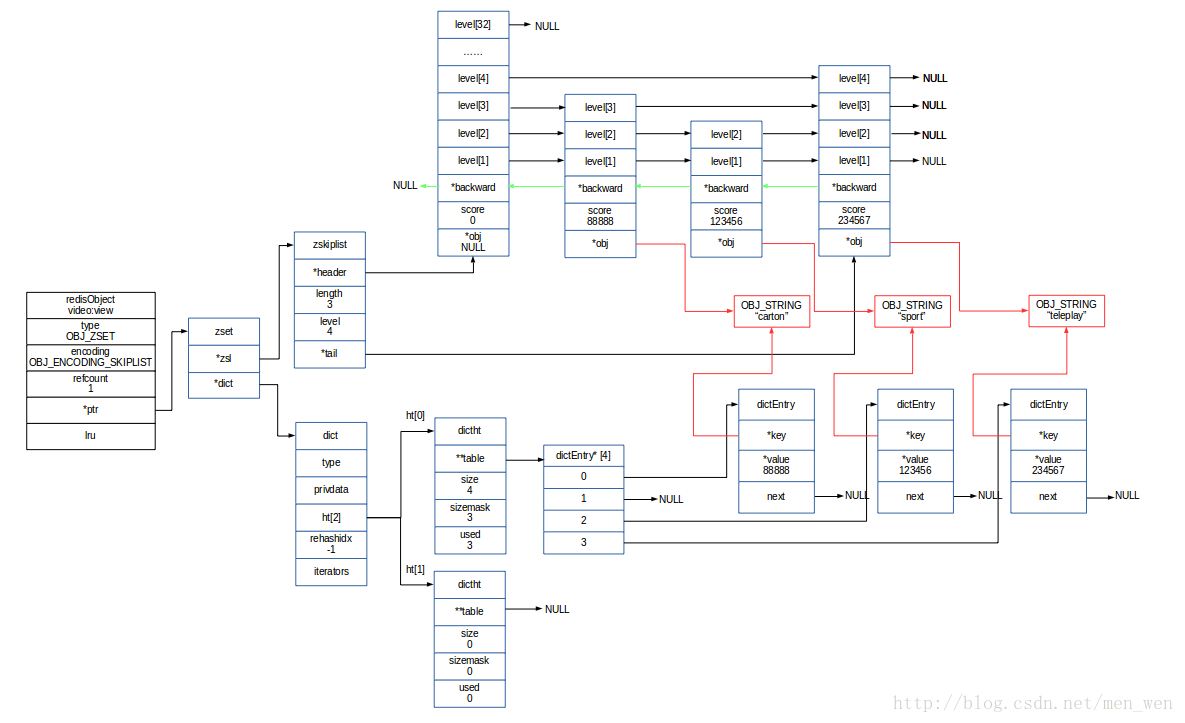 level[32]
NULL
......
level[4]
level[3]
level[2]
level[1]
*backward
score
0
*obj
NULL
NULL
level[3]
level[2]
level[1]
*backward
score
88888
*obj
level[2]
level[1]
*backward
score
123456
*obj
level[4]
level[3]
level[2]
level[1]
*backward
score
234567
*obj
NULL
NULL
NULL
NULL
redisObject
video:view
type
OBJ_ZSET
encoding
OBJ_ENCODING_SKIPLIST
refcount
1
*ptr
lru
zset
*zsl
*dict
zskiplist
*header
length
3
level
4
*tail
OBJ_STRING
“carton”
OBJ_STRING
“sport”
OBJ_STRING
“teleplay”
dict
type
privdata
ht[2]
rehashidx
-1
iterators
ht[0]
dictht
**table
size
4
sizemask
3
used
3
dictEntry* [4]
0
1
2
3
NULL
dictEntry
*key
*value
88888
next
NULL
dictEntry
*key
*value
123456
next
NULL
dictEntry
*key
*value
234567
next
NULL
ht[1]
dictht
**table
size
0
sizemask
0
used
0
NULL
http://blog.csdn.net/men_wen